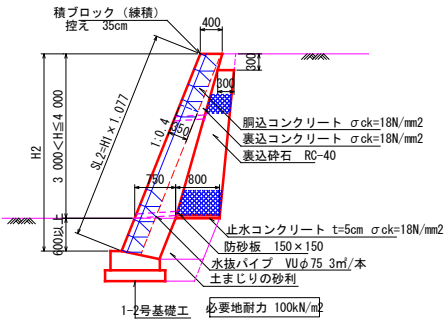 積ブロック (練積)
控え 35cm
400
300
300
H2
3 000<H≦4 000
SL2=H1×1.077
1:0.4
350
胴込コンクリート σck=18N/mm2
裏込コンクリート σck=18N/mm2
裏込砕石 RC-40
750
800
600以上
止水コンクリート t=5cm σck=18N/mm2
防砂板 150×150
水抜パイプ VUφ75 3㎡/本
土まじりの砂利
1-2号基礎工
必要地耐力 100kN/m2